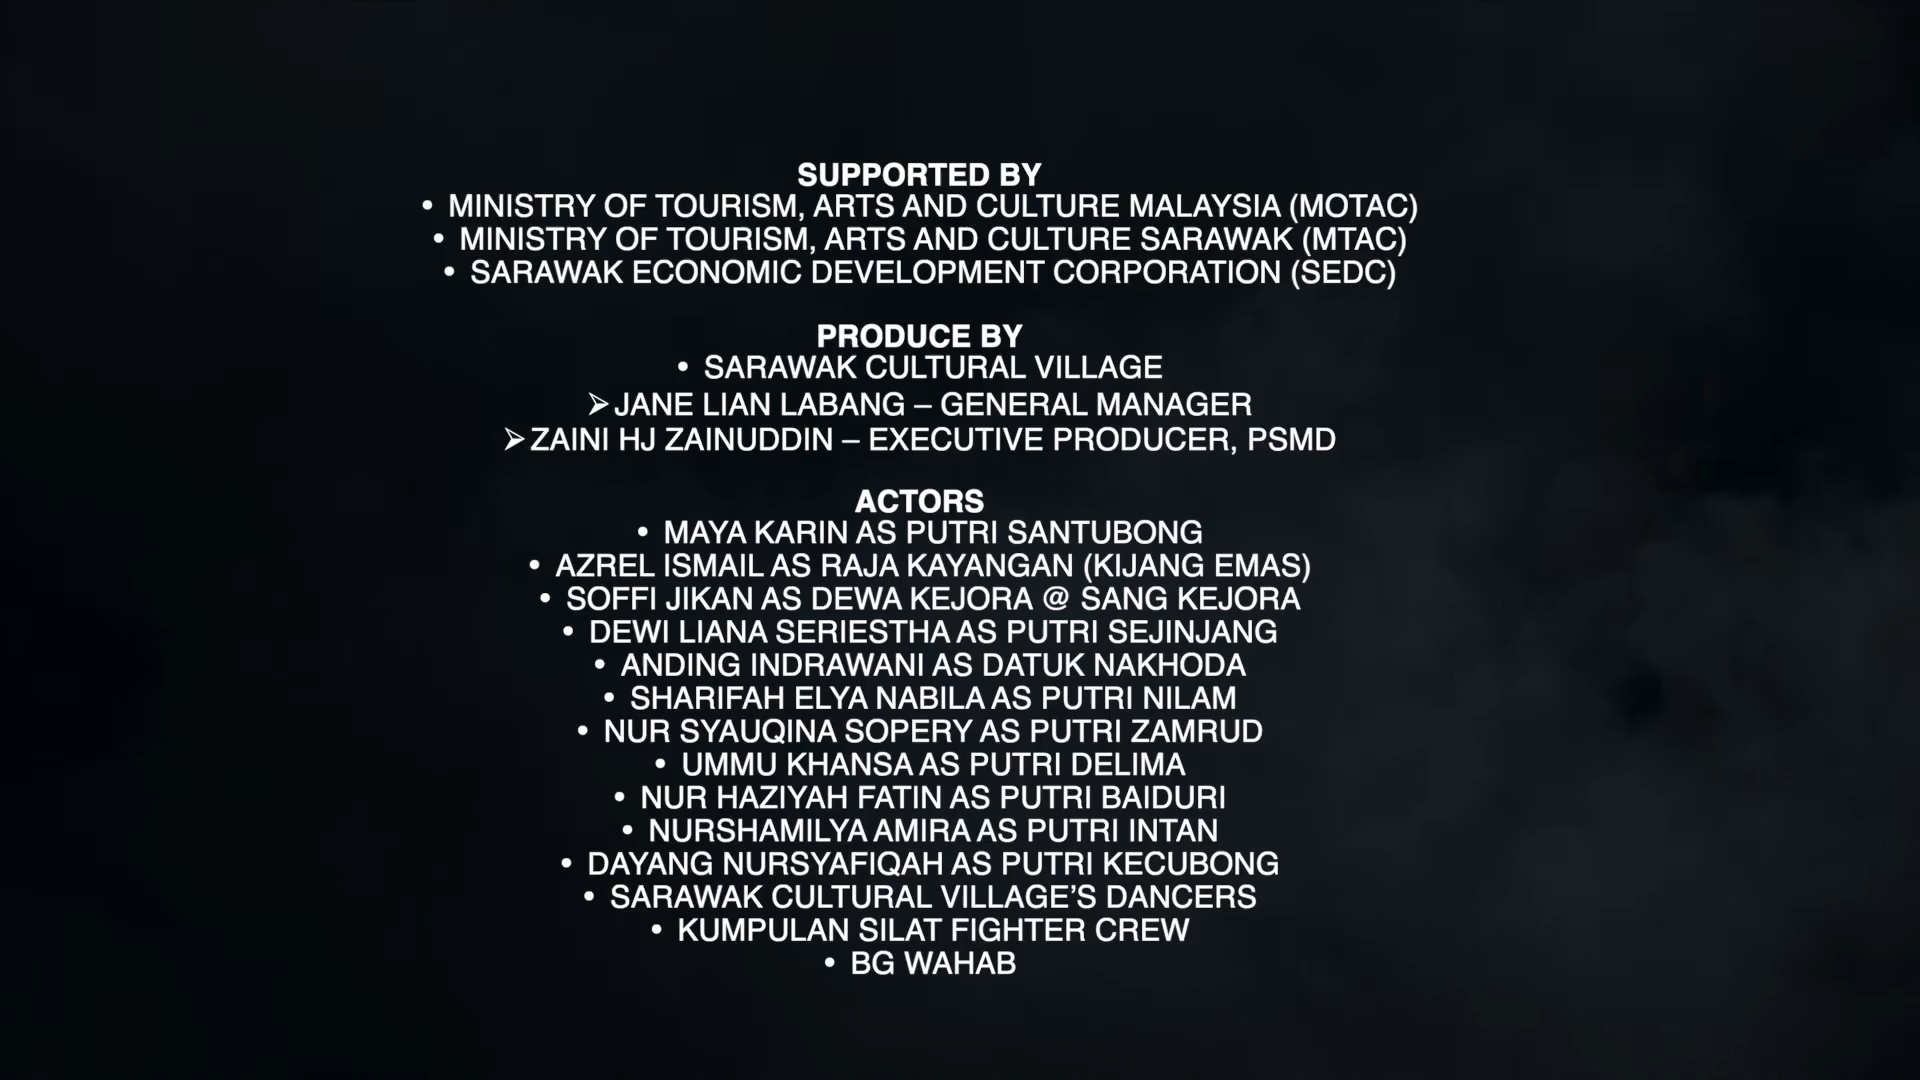 SUPPORTED BY
• MINISTRY OF TOURISM, ARTS AND CULTURE MALAYSIA (MOTAC)
• MINISTRY OF TOURISM, ARTS AND CULTURE SARAWAK (MTAC)
• SARAWAK ECONOMIC DEVELOPMENT CORPORATION (SEDC)
PRODUCE BY
• SARAWAK CULTURAL VILLAGE
➢JANE LIAN LABANG – GENERAL MANAGER
➢ZAINI HJ ZAINUDDIN – EXECUTIVE PRODUCER, PSMD
ACTORS
• MAYA KARIN AS PUTRI SANTUBONG
• AZREL ISMAIL AS RAJA KAYANGAN (KIJANG EMAS)
• SOFFI JIKAN AS DEWA KEJORA @ SANG KEJORA
• DEWI LIANA SERIESTHA AS PUTRI SEJINJANG
• ANDING INDRAWANI AS DATUK NAKHODA
• SHARIFAH ELYA NABILA AS PUTRI NILAM
• NUR SYAUQINA SOPERY AS PUTRI ZAMRUD
• UMMU KHANSA AS PUTRI DELIMA
• NUR HAZIYAH FATIN AS PUTRI BAIDURI
• NURSHAMILYA AMIRA AS PUTRI INTAN
• DAYANG NURSYAFIQAH AS PUTRI KECUBONG
• SARAWAK CULTURAL VILLAGE’S DANCERS
• KUMPULAN SILAT FIGHTER CREW
• BG WAHAB